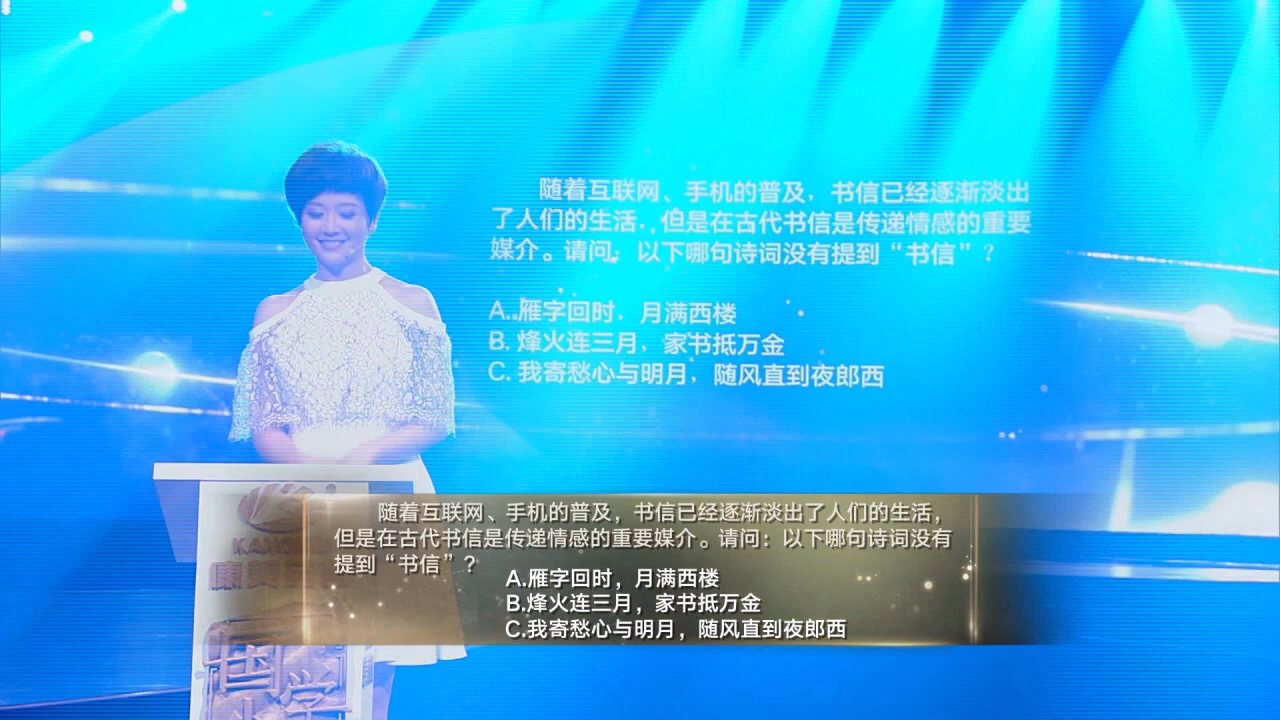 随着互联网、手机的普及，书信已经逐渐淡出
了人们的生活，但是在古代书信是传递情感的重要
媒介。请问：以下哪句诗词没有提到“书信”？
A.雁字回时，月满西楼
B. 烽火连三月，家书抵万金
C. 我寄愁心与明月，随风直到夜郎西
随着互联网、手机的普及，书信已经逐渐淡出了人们的生活，
但是在古代书信是传递情感的重要媒介。请问：以下哪句诗词没有
提到“书信”？
A.雁字回时，月满西楼
B.烽火连三月，家书抵万金
C.我寄愁心与明月，随风直到夜郎西
国学